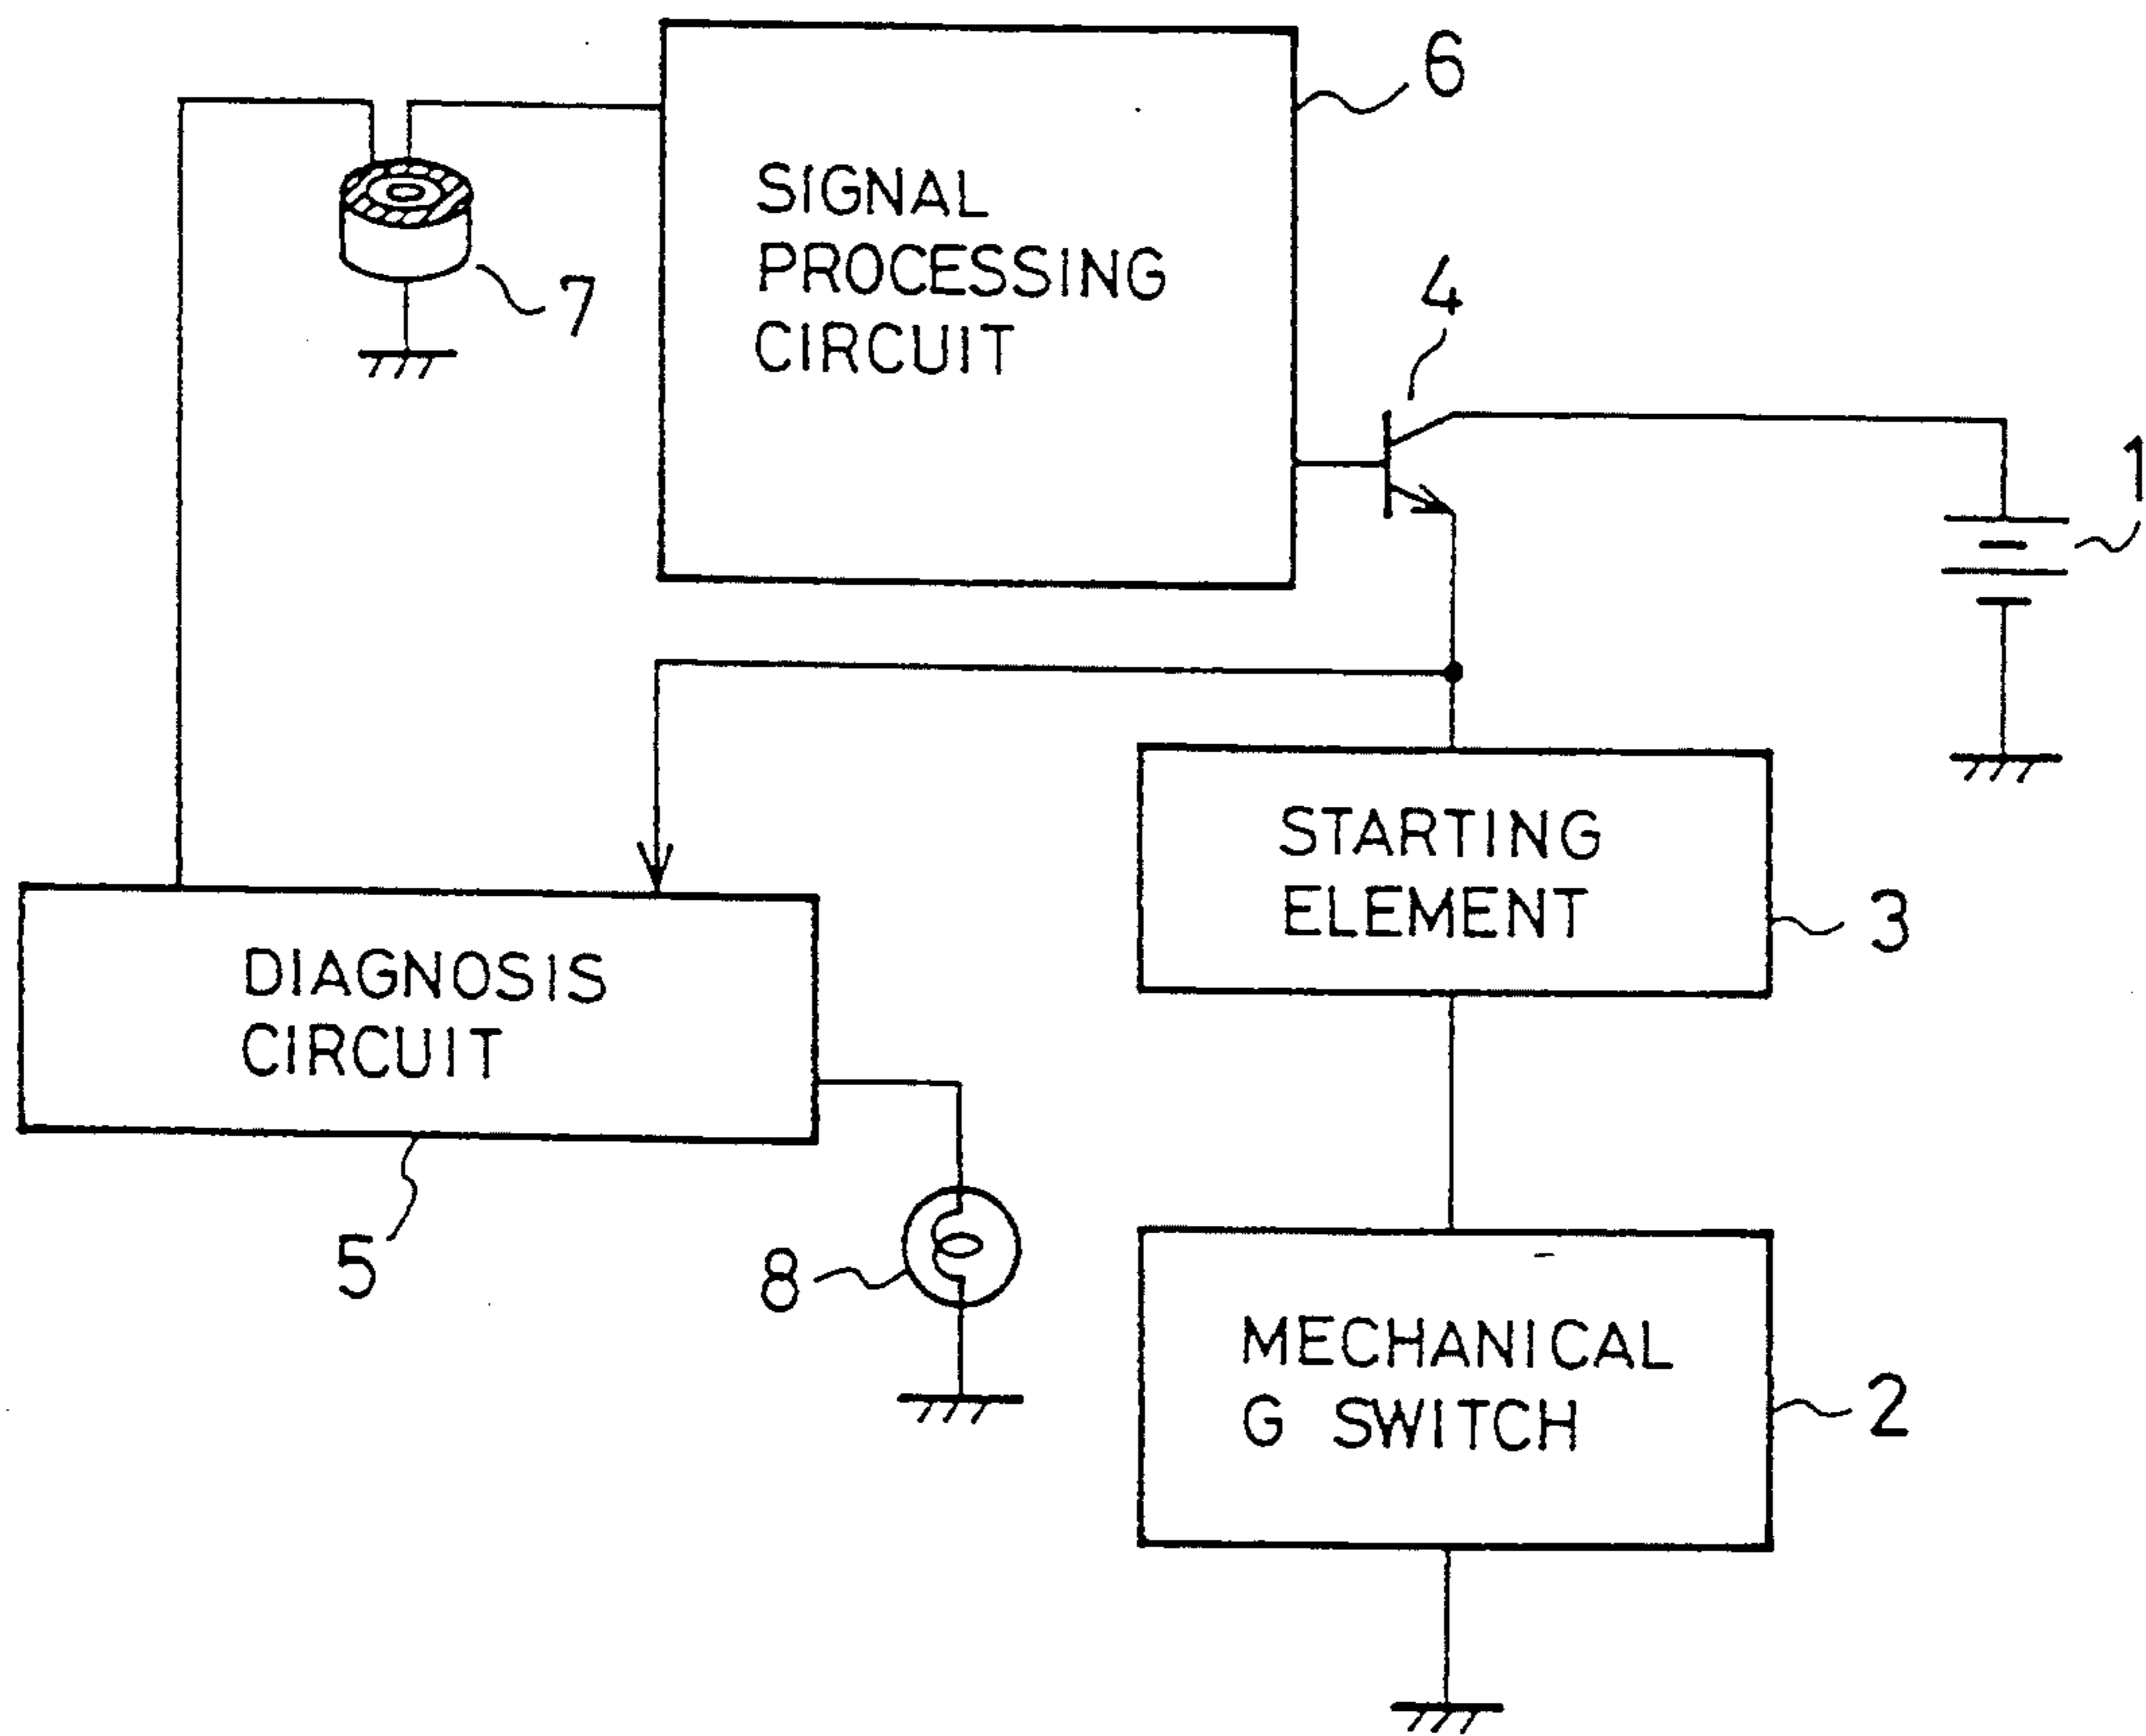 6
SIGNAL
PROCESSING
CIRCUIT
7
4
1
STARTING
ELEMENT
3
DIAGNOSIS
CIRCUIT
5
8
MECHANICAL
G SWITCH
2